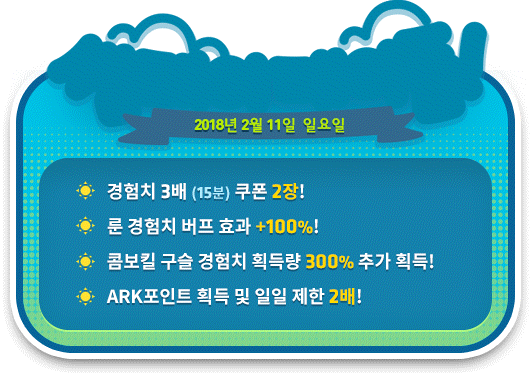 2018년 2월 11일 일요일
경험치 3배 (15분) 쿠폰 2장!
룬 경험치 버프 효과 +100%!
콤보킬 구슬 경험치 획득량 300% 추가 획득!
ARK포인트 획득 및 일일 제한 2배!